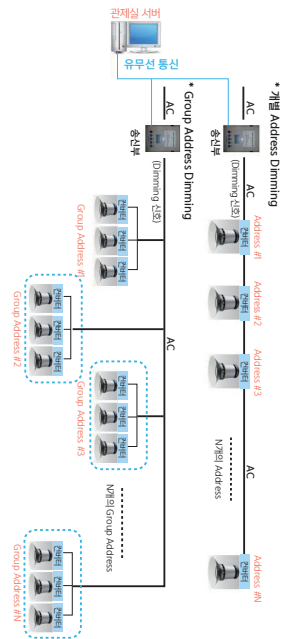 관제실 서버
유무선 통신
* 개별 Address Dimming
AC
송신부
AC
(Dimming 신호)
Address #1
컨버터
Address #2
컨버터
Address #3
컨버터
N개의 Address
AC
Address #N
컨버터
* Group Address Dimming
AC
송신부
(Dimming 신호)
AC
컨버터
컨버터
컨버터
Group Address #1
컨버터
컨버터
컨버터
Group Address #2
컨버터
컨버터
컨버터
Group Address #3
N개의 Group Address
컨버터
컨버터
컨버터
Group Address #N